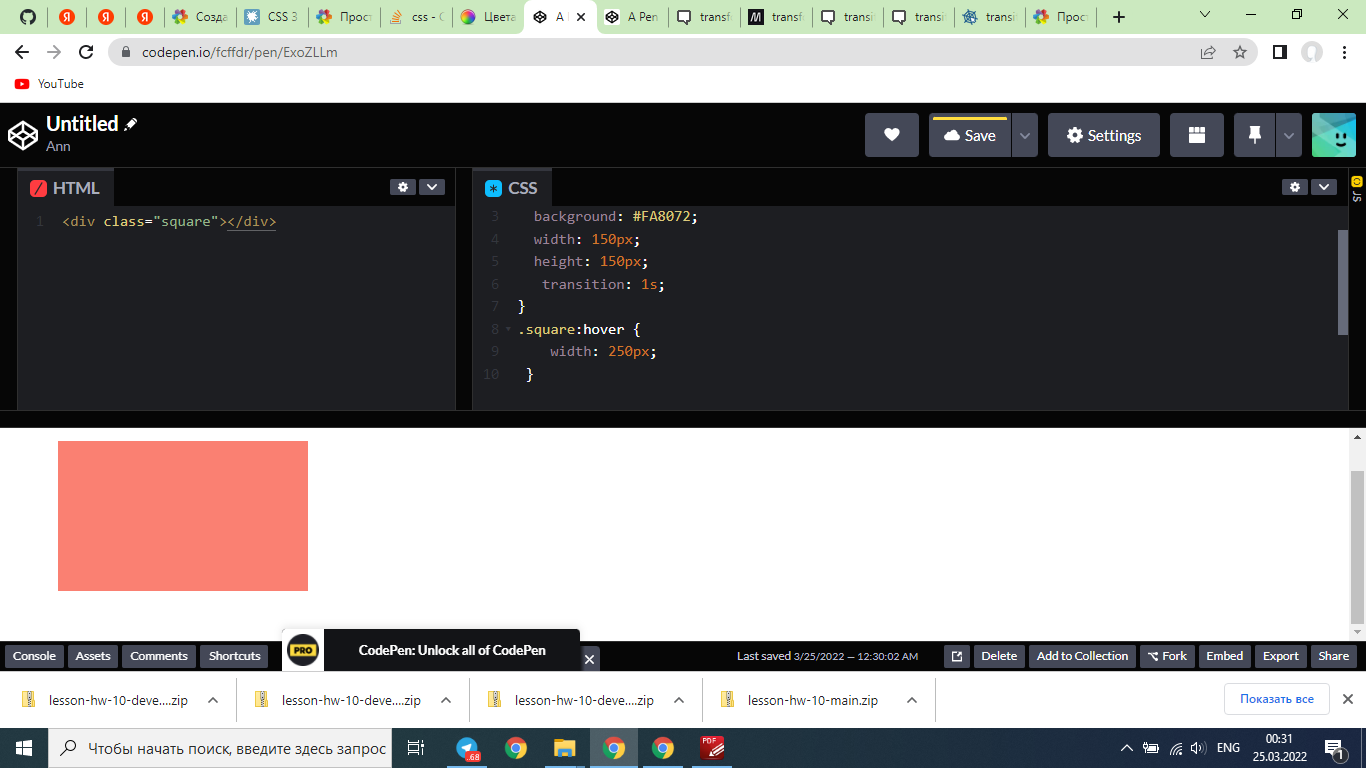 Созда
CSS 3
Прост
css - С
Цвета
A
A Pen
transf
transf
transit
transit
transit
Прос
codepen.io/fcffdr/pen/ExoZLLm
YouTube
Untitled
Ann
Save
Settings
HTML
CSS
JS
1 <div class="square"></div>
3 background: #FA8072;
4 width: 150px;
5 height: 150px;
6 transition: 1s;
7 }
8 .square:hover {
9 width: 250px;
10 }
Console Assets Comments Shortcuts
PRO CodePen: Unlock all of CodePen
Last saved 3/25/2022 — 12:30:02 AM
Delete Add to Collection Fork Embed Export Share
lesson-hw-10-deve....zip
lesson-hw-10-deve....zip
lesson-hw-10-deve....zip
lesson-hw-10-main.zip
Показать все
Чтобы начать поиск, введите здесь запрос
.68
PDF
ENG
00:31
25.03.2022
1